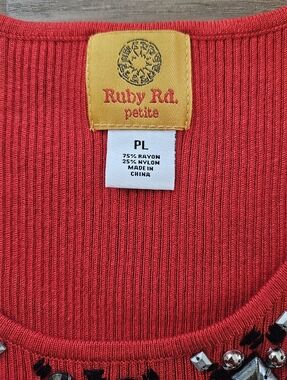 Ruby Rd.
petite
PL
75% RAYON
25% NYLON
MADE IN
CHINA